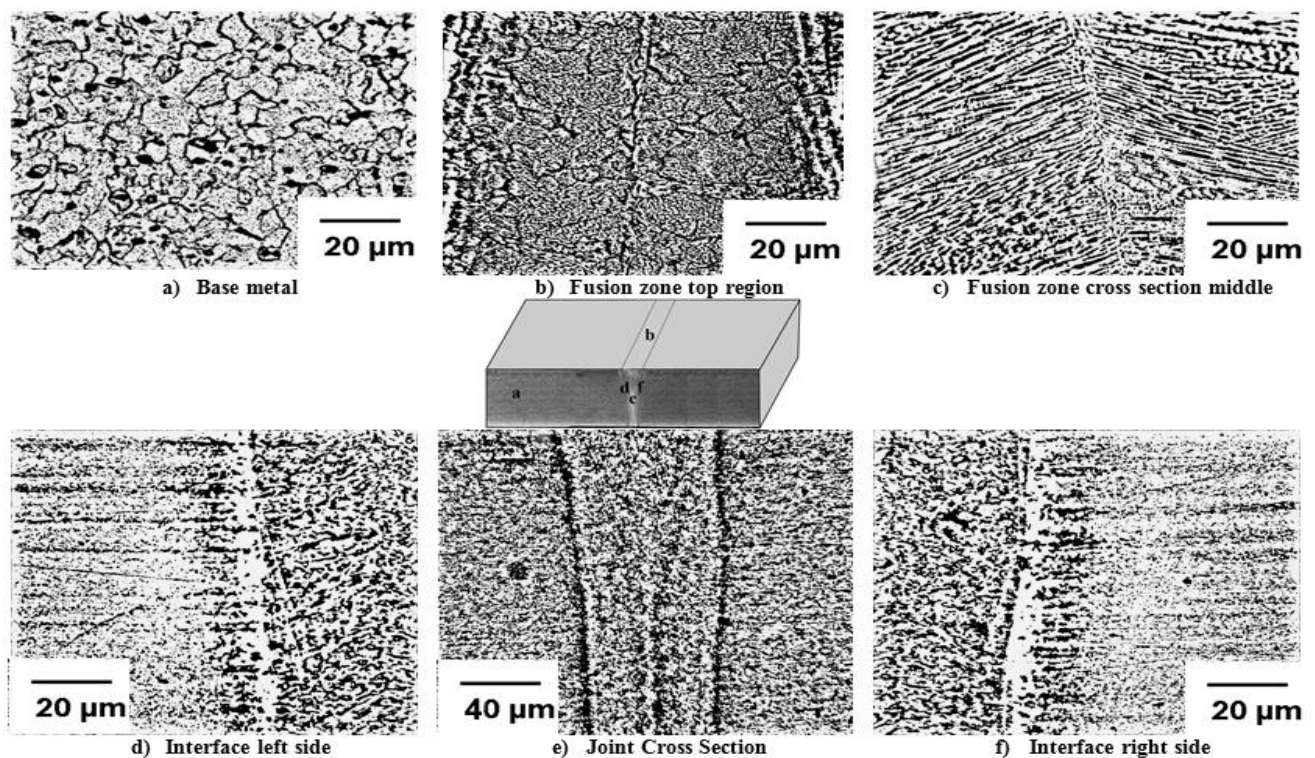 20 µm
20 µm
20 µm
a) Base metal
b) Fusion zone top region
c) Fusion zone cross section middle
b
a
d f
c
20 µm
40 µm
20 µm
d) Interface left side
e) Joint Cross Section
f) Interface right side